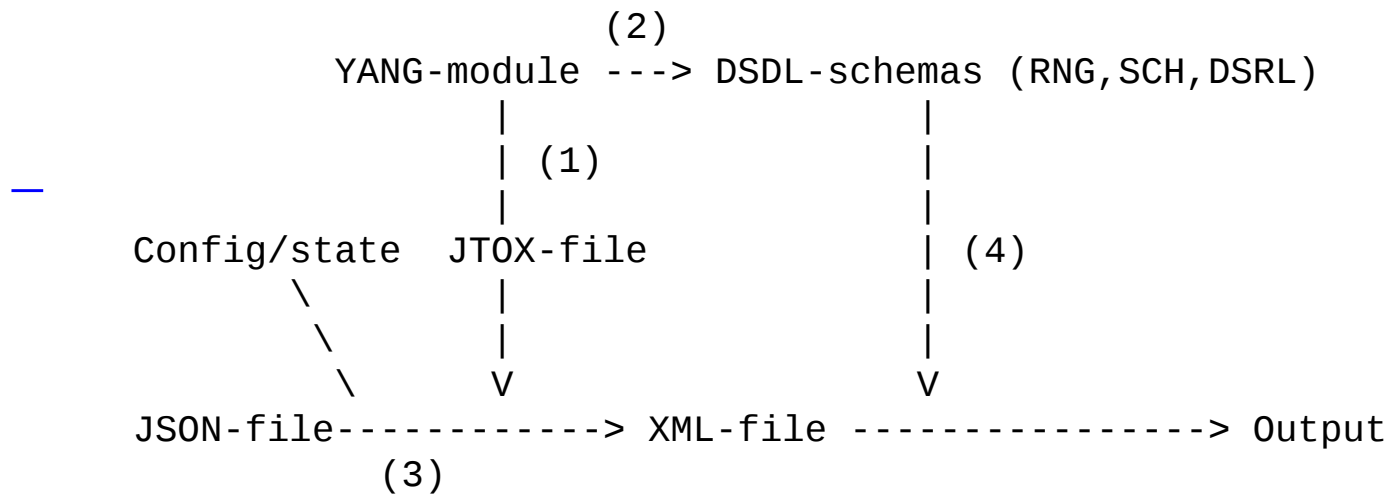 (2)
YANG-module ---> DSDL-schemas (RNG,SCH,DSRL)
| |
| (1) |
| |
Config/state JTOX-file | (4)
\ | |
\ | |
\ V V
JSON-file------------> XML-file ----------------> Output
(3)